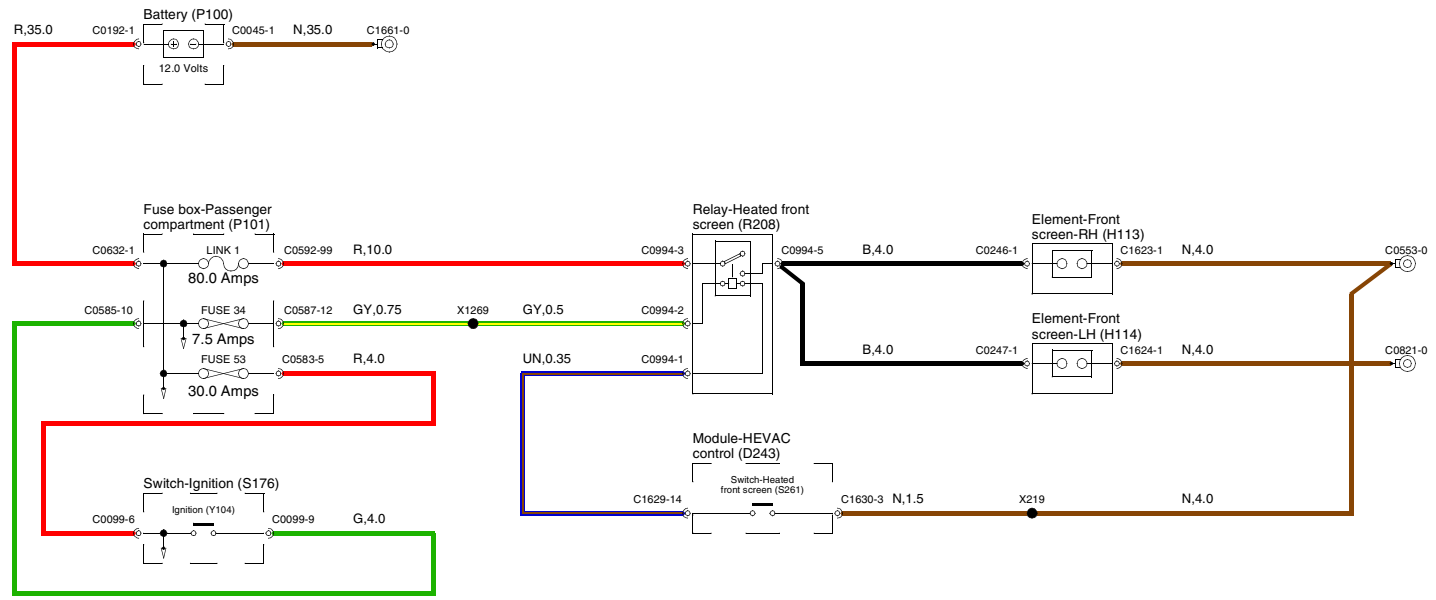 Battery (P100)
R,35.0
C0192-1
C0045-1
N,35.0
C1661-0
12.0 Volts
Fuse box-Passenger
compartment (P101)
C0632-1
LINK 1
80.0 Amps
C0592-99
R,10.0
C0585-10
FUSE 34
7.5 Amps
C0587-12
GY,0.75
X1269
GY,0.5
FUSE 53
30.0 Amps
C0583-5
R,4.0
Relay-Heated front
screen (R208)
C0994-3
C0994-5
C0994-2
UN,0.35
C0994-1
B,4.0
C0246-1
Element-Front
screen-RH (H113)
C1623-1
N,4.0
C0553-0
B,4.0
C0247-1
Element-Front
screen-LH (H114)
C1624-1
N,4.0
C0821-0
Switch-Ignition (S176)
Ignition (Y104)
C0099-6
C0099-9
G,4.0
Module-HEVAC
control (D243)
Switch-Heated
front screen (S261)
C1629-14
C1630-3
N,1.5
X219
N,4.0